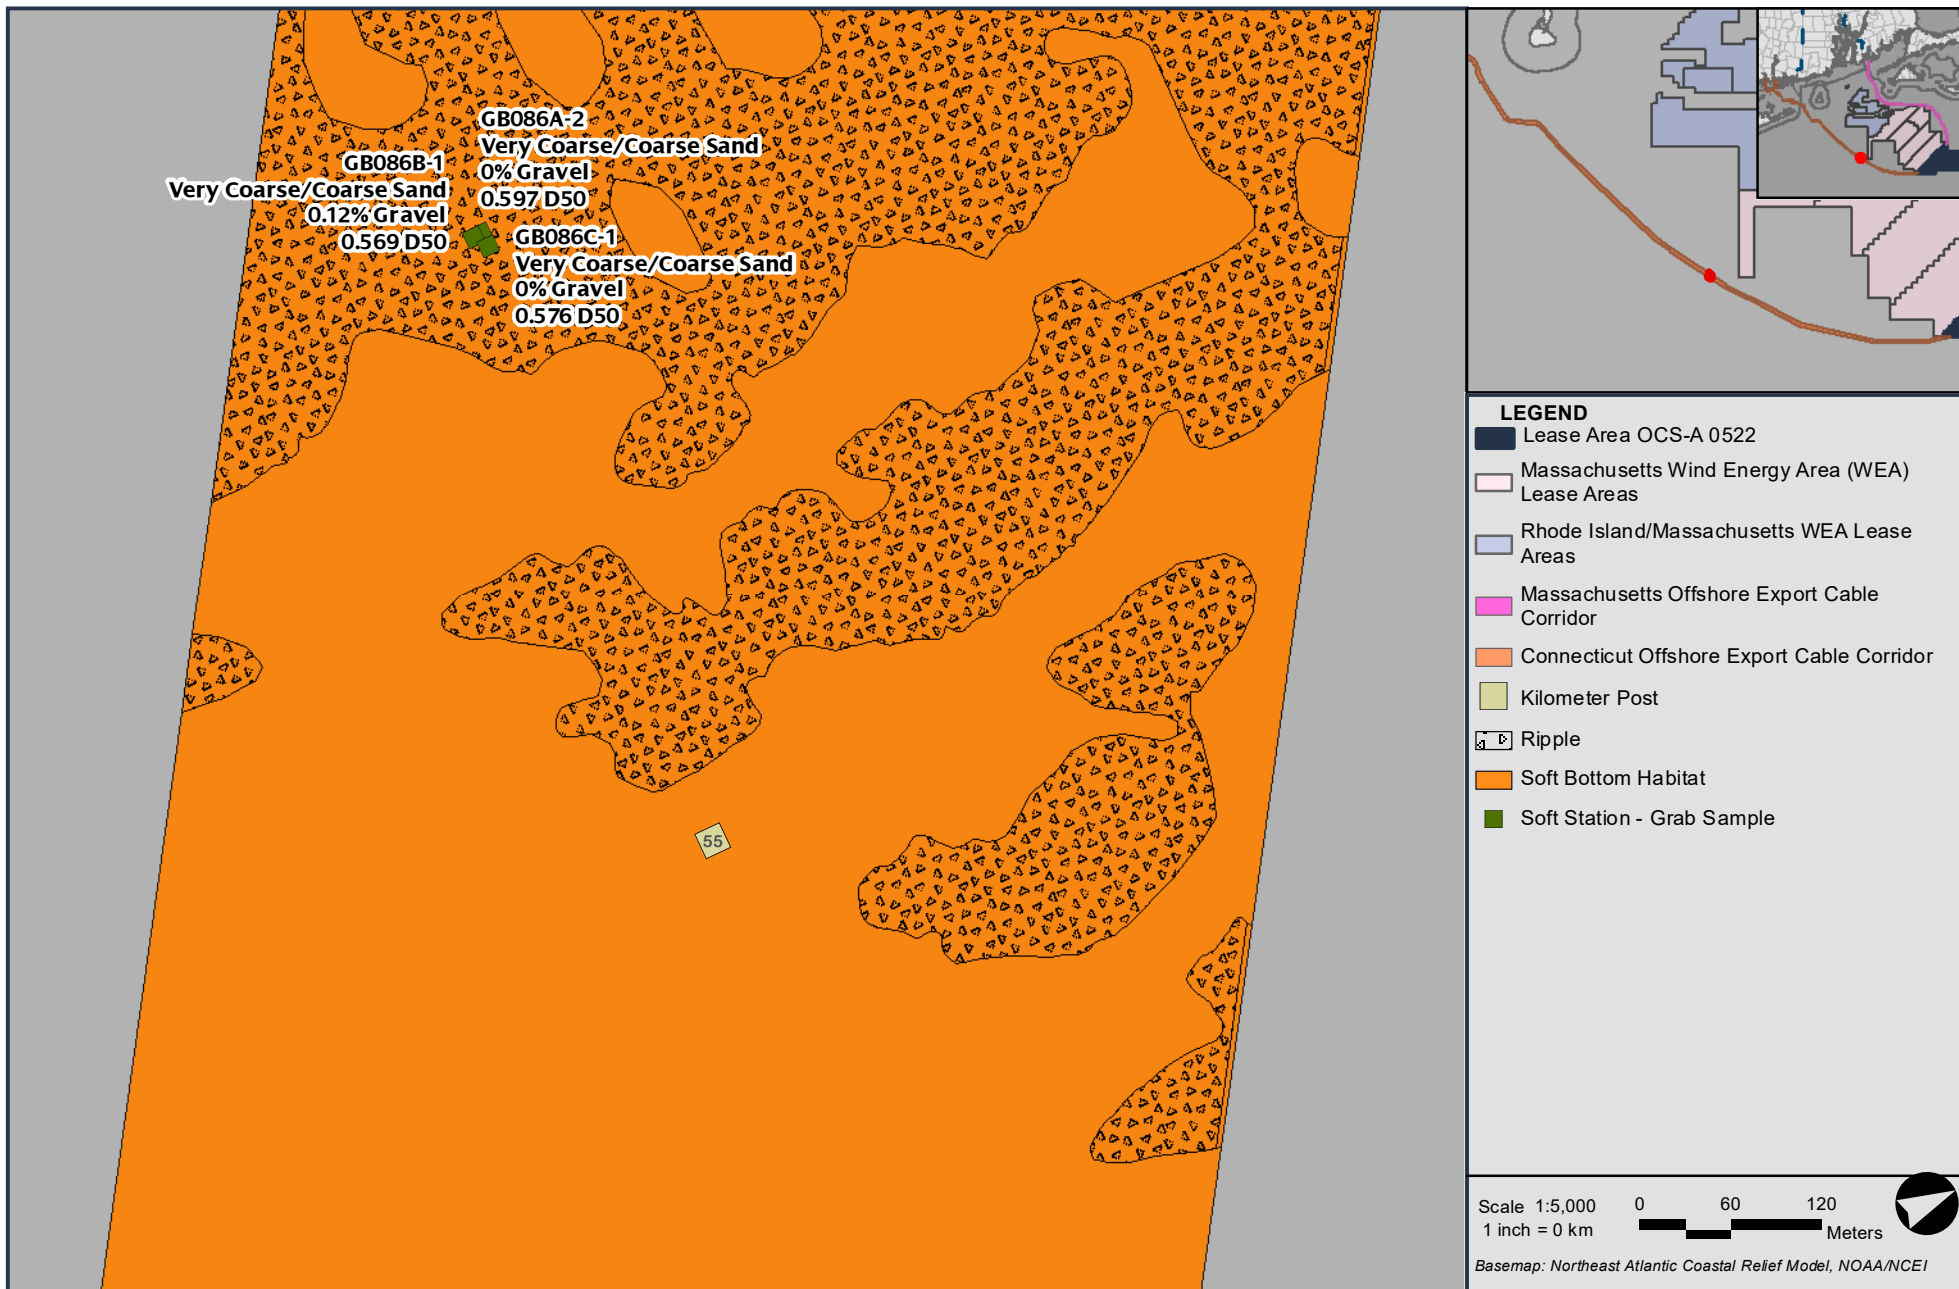 GB086A-2
Very Coarse/Coarse Sand
0% Gravel
0.597 D50
GB086B-1
Very Coarse/Coarse Sand
0.12% Gravel
0.569 D50
GB086C-1
Very Coarse/Coarse Sand
0% Gravel
0.576 D50
55
LEGEND
Lease Area OCS-A 0522
Massachusetts Wind Energy Area (WEA)
Lease Areas
Rhode Island/Massachusetts WEA Lease
Areas
Massachusetts Offshore Export Cable
Corridor
Connecticut Offshore Export Cable Corridor
Kilometer Post
Ripple
Soft Bottom Habitat
Soft Station - Grab Sample
Scale 1:5,000
1 inch = 0 km
0 60 120
Meters
Basemap: Northeast Atlantic Coastal Relief Model, NOAA/NCEI